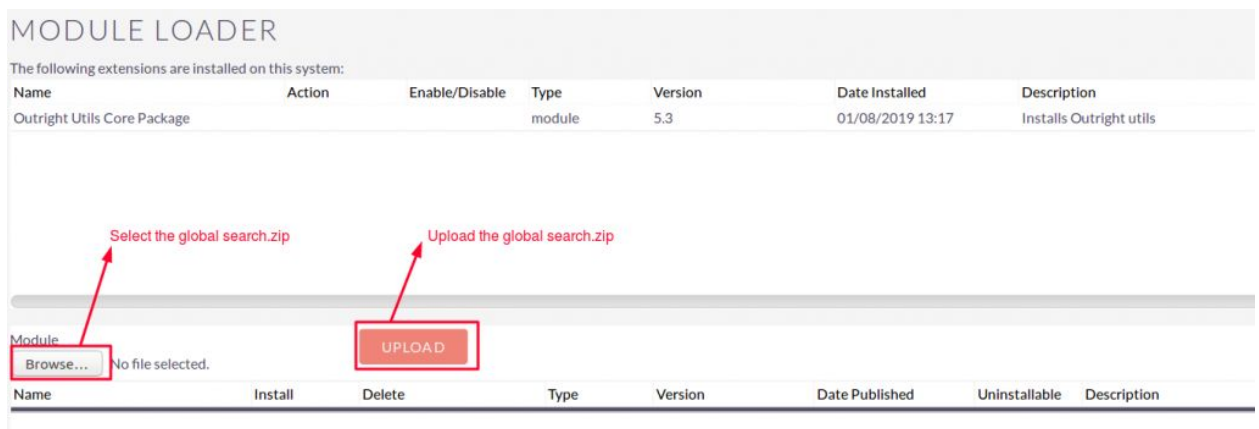 MODULE LOADER
The following extensions are installed on this system:
Name Action Enable/Disable Type Version Date Installed Description
Outright Utils Core Package module 5.3 01/08/2019 13:17 Installs Outright utils
Select the global search.zip Upload the global search.zip
Module
UPLOAD
Browse... No file selected.
Name Install Delete Type Version Date Published Uninstallable Description